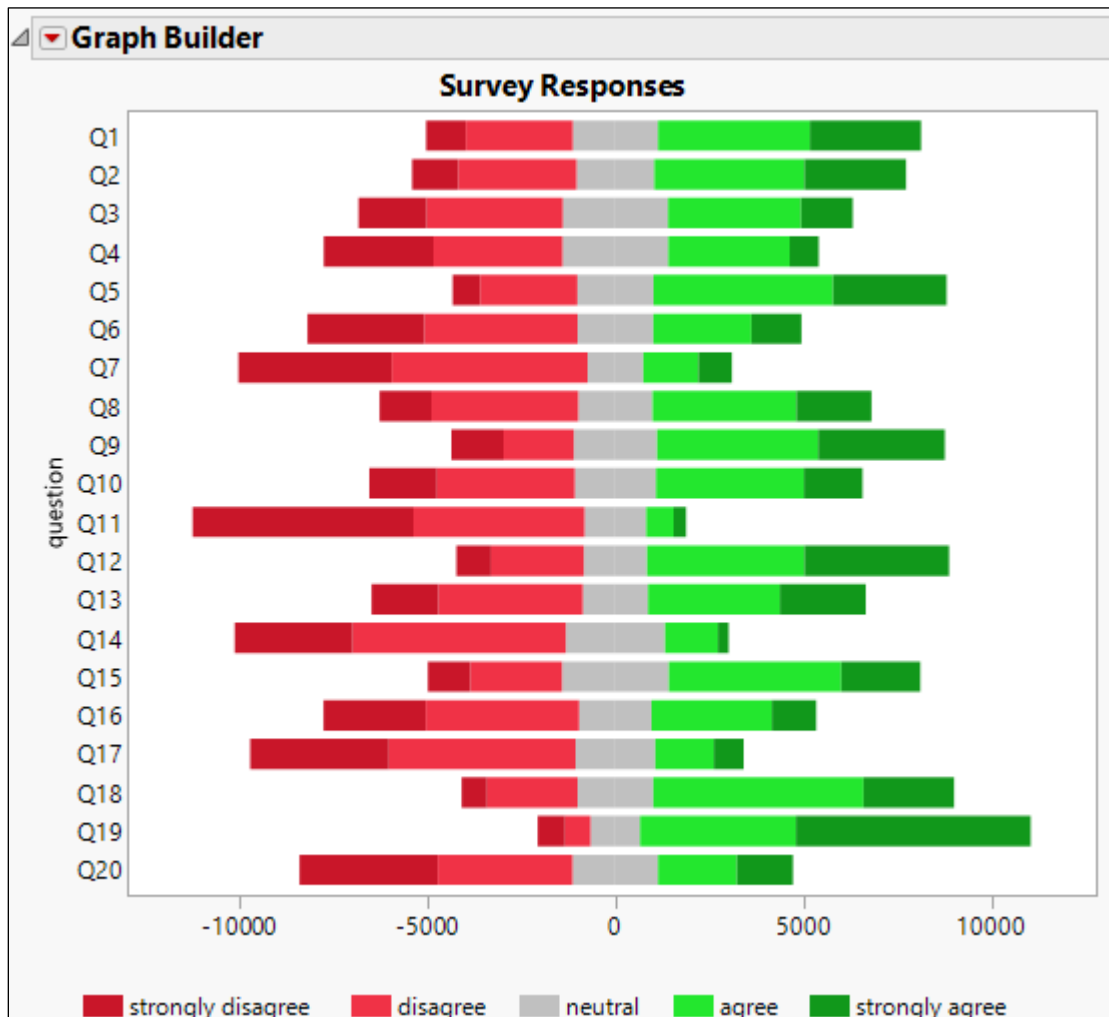 Graph Builder
Survey Responses
question
Q1
Q2
Q3
Q4
Q5
Q6
Q7
Q8
Q9
Q10
Q11
Q12
Q13
Q14
Q15
Q16
Q17
Q18
Q19
Q20
-10000 -5000 0 5000 10000
strongly disagree disagree neutral agree strongly agree